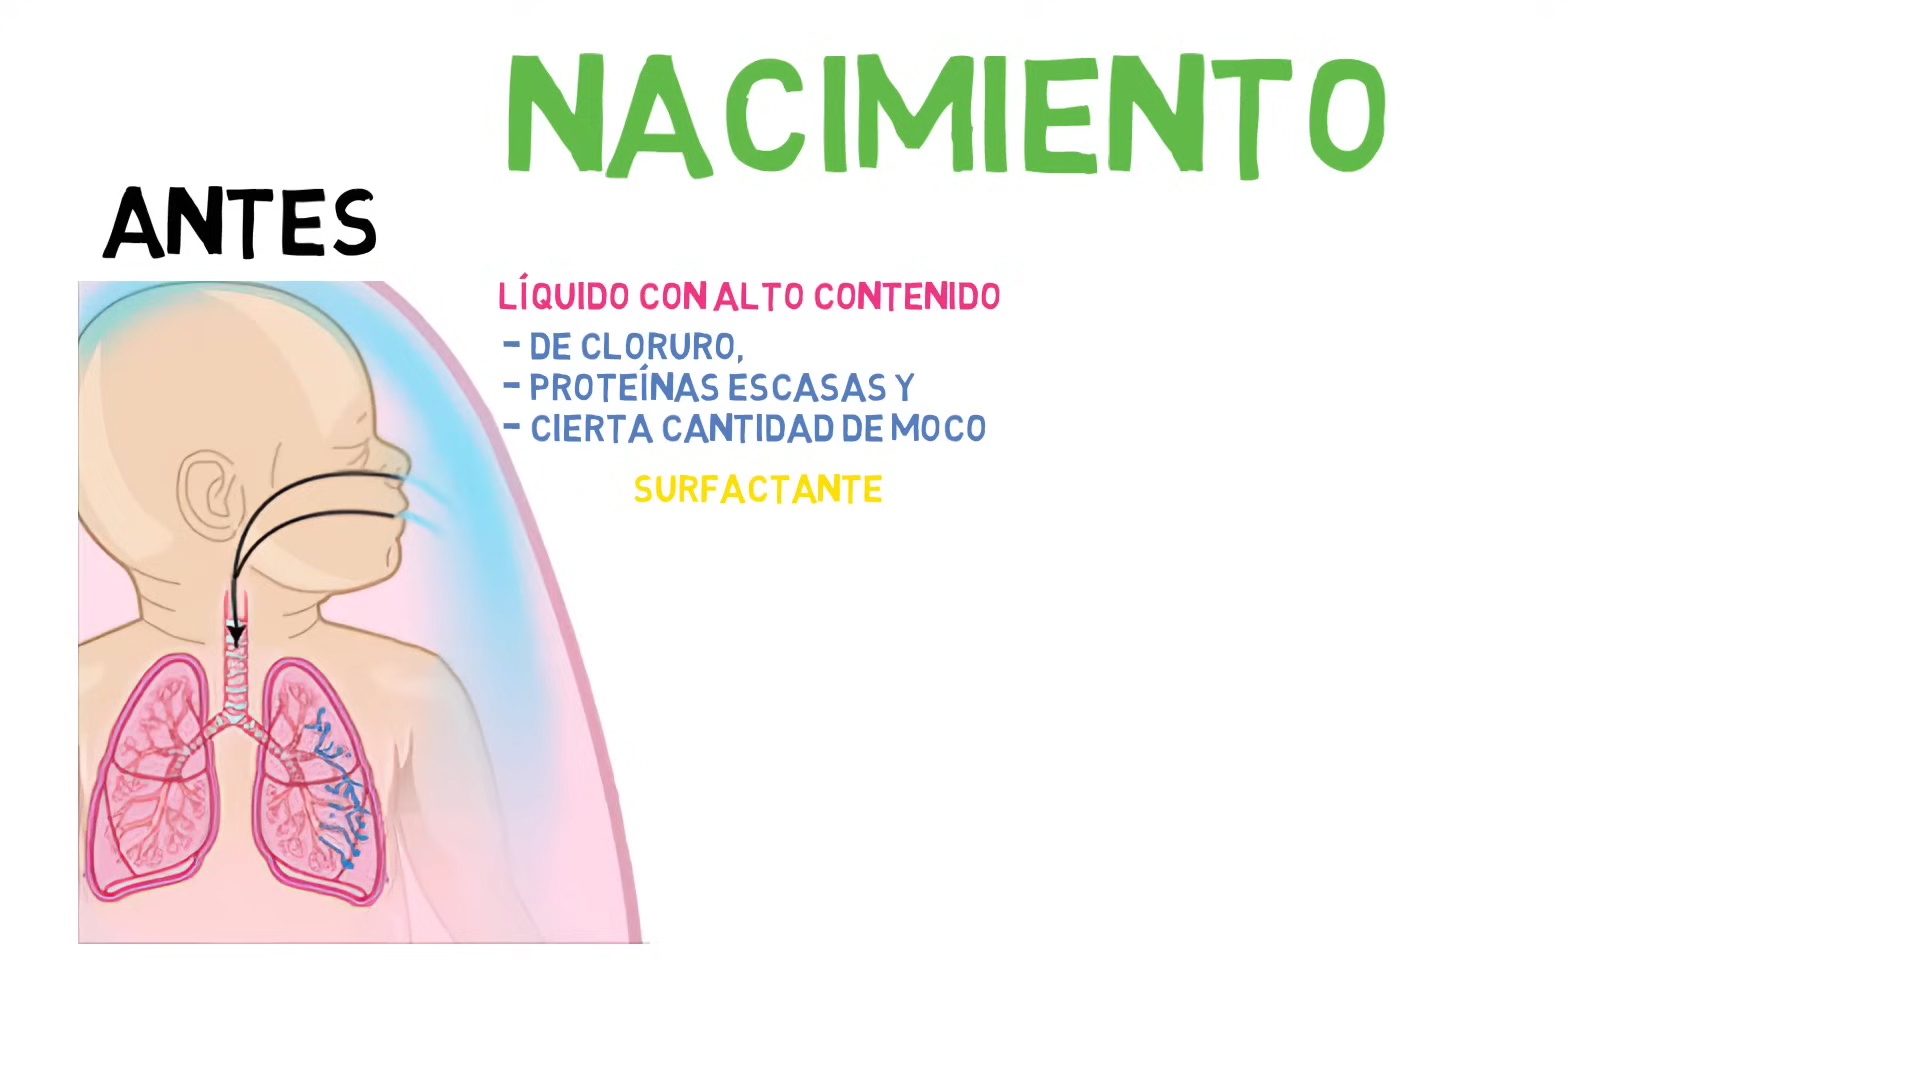 NACIMIENTO
ANTES
LÍQUIDO CON ALTO CONTENIDO
- DE CLORURO,
- PROTEÍNAS ESCASAS Y
- CIERTA CANTIDAD DE MOCO
SURFACTANTE